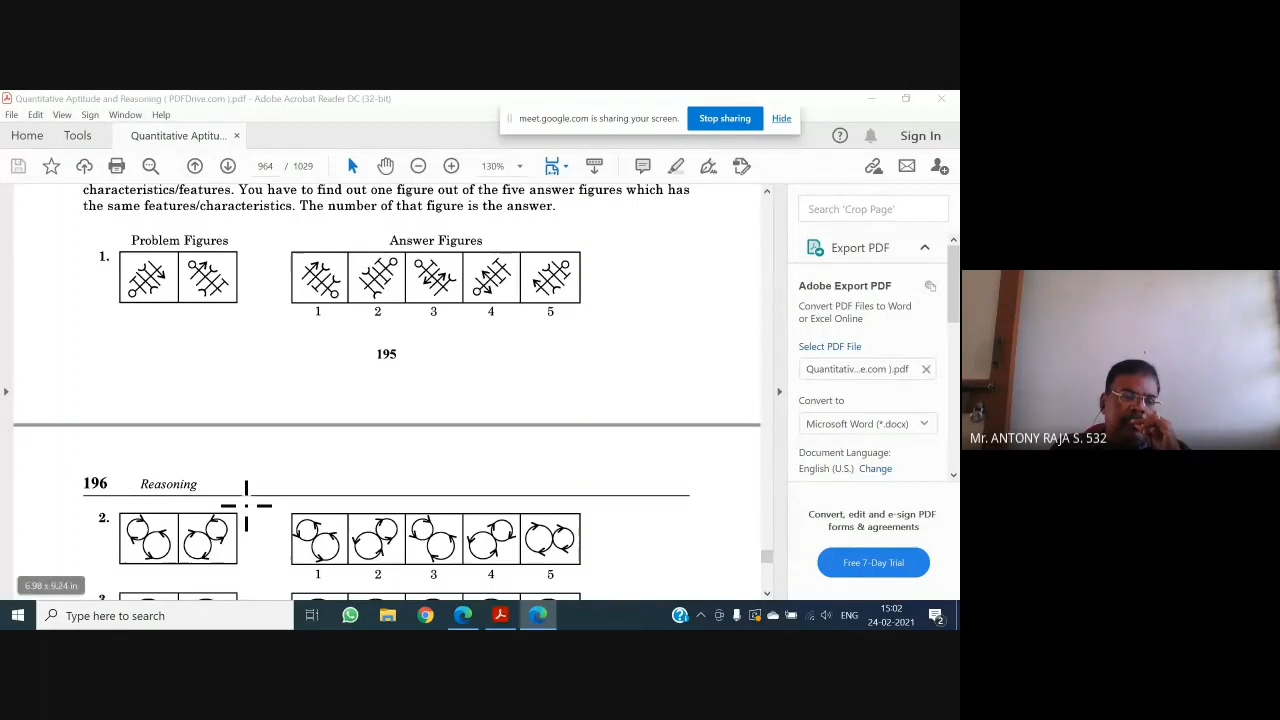 Quantitative Aptitude and Reasoning ( PDFDrive.com ).pdf - Adobe Acrobat Reader DC (32-bit)
File Edit View Sign Window Help
meet.google.com is sharing your screen. Stop sharing Hide
Home Tools Quantitative Aptitu... × Sign In
964 / 1029 130%
characteristics/features. You have to find out one figure out of the five answer figures which has
the same features/characteristics. The number of that figure is the answer.
Problem Figures Answer Figures
1.
1 2 3 4 5
195
196 Reasoning
2.
1 2 3 4 5
3.
6.98 x 9.24 in
Search 'Crop Page'
Export PDF
Adobe Export PDF
Convert PDF Files to Word
or Excel Online
Select PDF File
Quantitativ...e.com ).pdf
Convert to
Microsoft Word (*.docx)
Document Language:
English (U.S.) Change
Convert, edit and e-sign PDF
forms & agreements
Free 7-Day Trial
Type here to search
ENG
15:02
24-02-2021
2
Mr. ANTONY RAJA S. 532